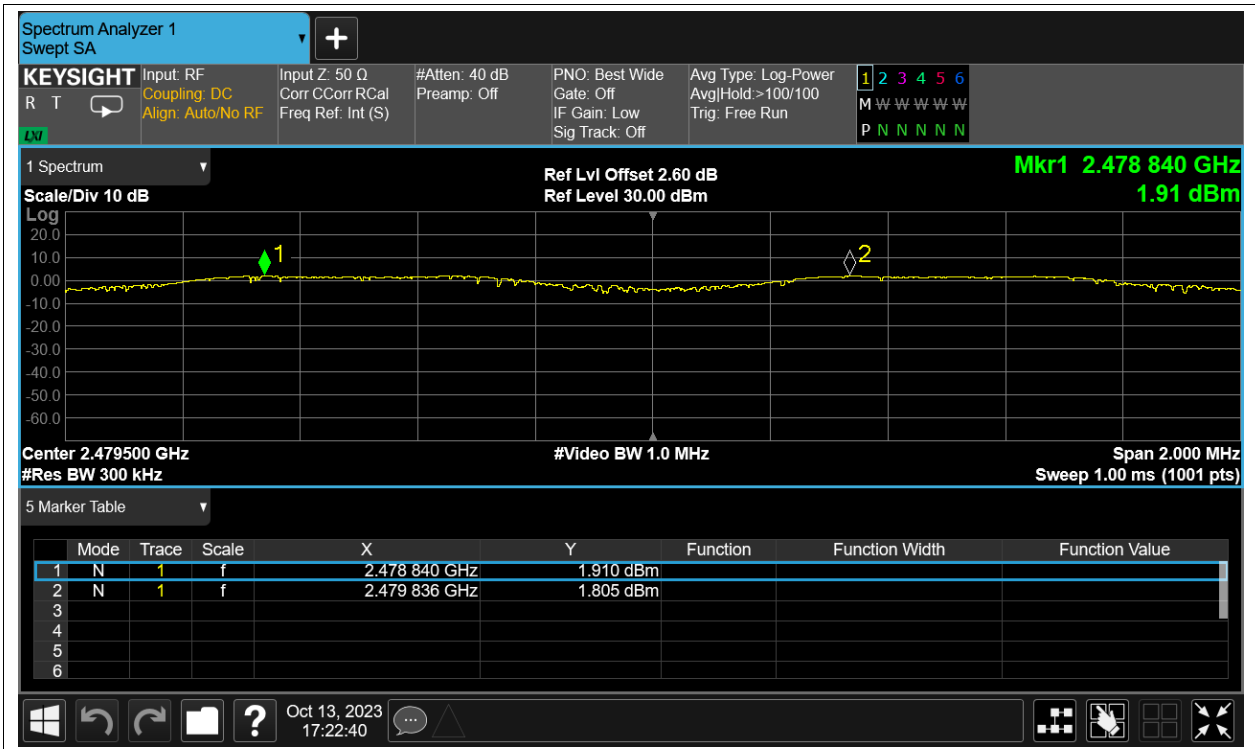 Spectrum Analyzer 1
Swept SA
KEYSIGHT
R T
LXI
Input: RF
Coupling: DC
Align: Auto/No RF
Input Z: 50 Ω
Corr CCorr RCal
Freq Ref: Int (S)
#Atten: 40 dB
Preamp: Off
PNO: Best Wide
Gate: Off
IF Gain: Low
Sig Track: Off
Avg Type: Log-Power
Avg|Hold:>100/100
Trig: Free Run
1 2 3 4 5 6
M W W W W W
P N N N N N
1 Spectrum
Scale/Div 10 dB
Ref Lvl Offset 2.60 dB
Ref Level 30.00 dBm
Mkr1 2.478 840 GHz
1.91 dBm
Log
20.0
10.0
0.00
-10.0
-20.0
-30.0
-40.0
-50.0
-60.0
1
2
Center 2.479500 GHz
#Res BW 300 kHz
#Video BW 1.0 MHz
Span 2.000 MHz
Sweep 1.00 ms (1001 pts)
5 Marker Table
Mode Trace Scale X Y Function Function Width Function Value
1 N 1 f 2.478 840 GHz 1.910 dBm
2 N 1 f 2.479 836 GHz 1.805 dBm
3
4
5
6
?
Oct 13, 2023
17:22:40